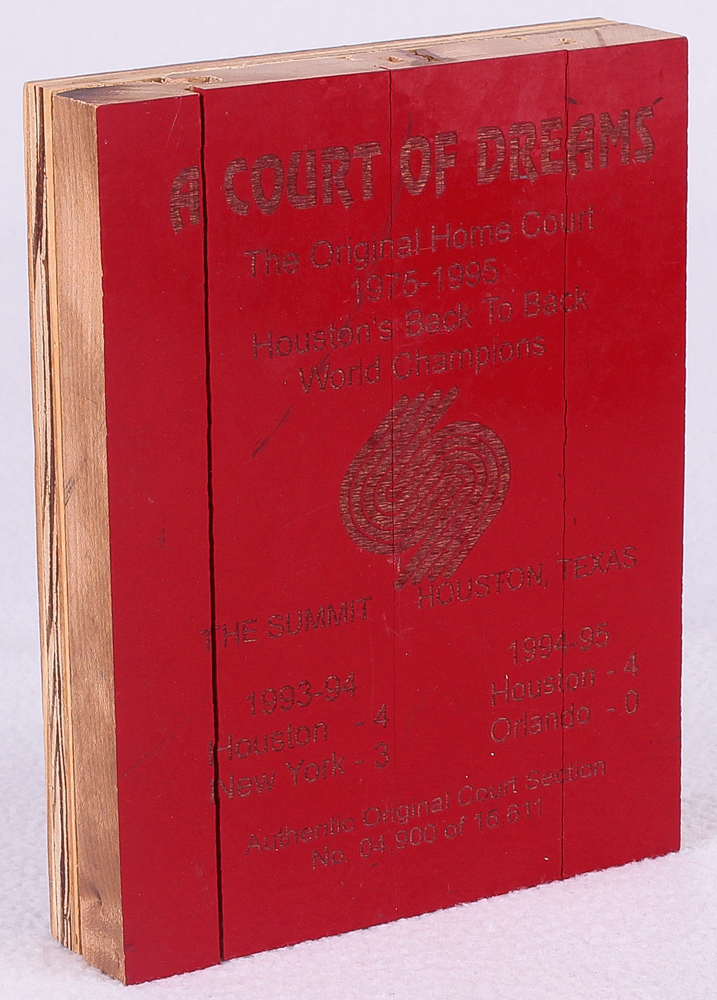 A COURT OF DREAMS
The Original Home Court
1975-1995
Houston's Back To Back
World Champions
THE SUMMIT HOUSTON, TEXAS
1993-94 1994-95
Houston - 4 Houston - 4
New York - 3 Orlando - 0
Authentic Original Court Section
No. 04,900 of 16,611